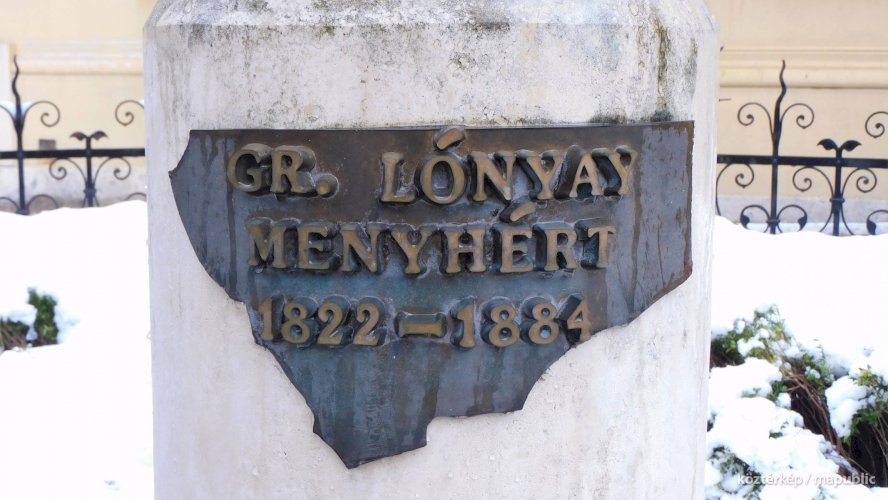 GR. LÓNYAY
MENYHÉRT
1822–1884
köztérkép / mapublic